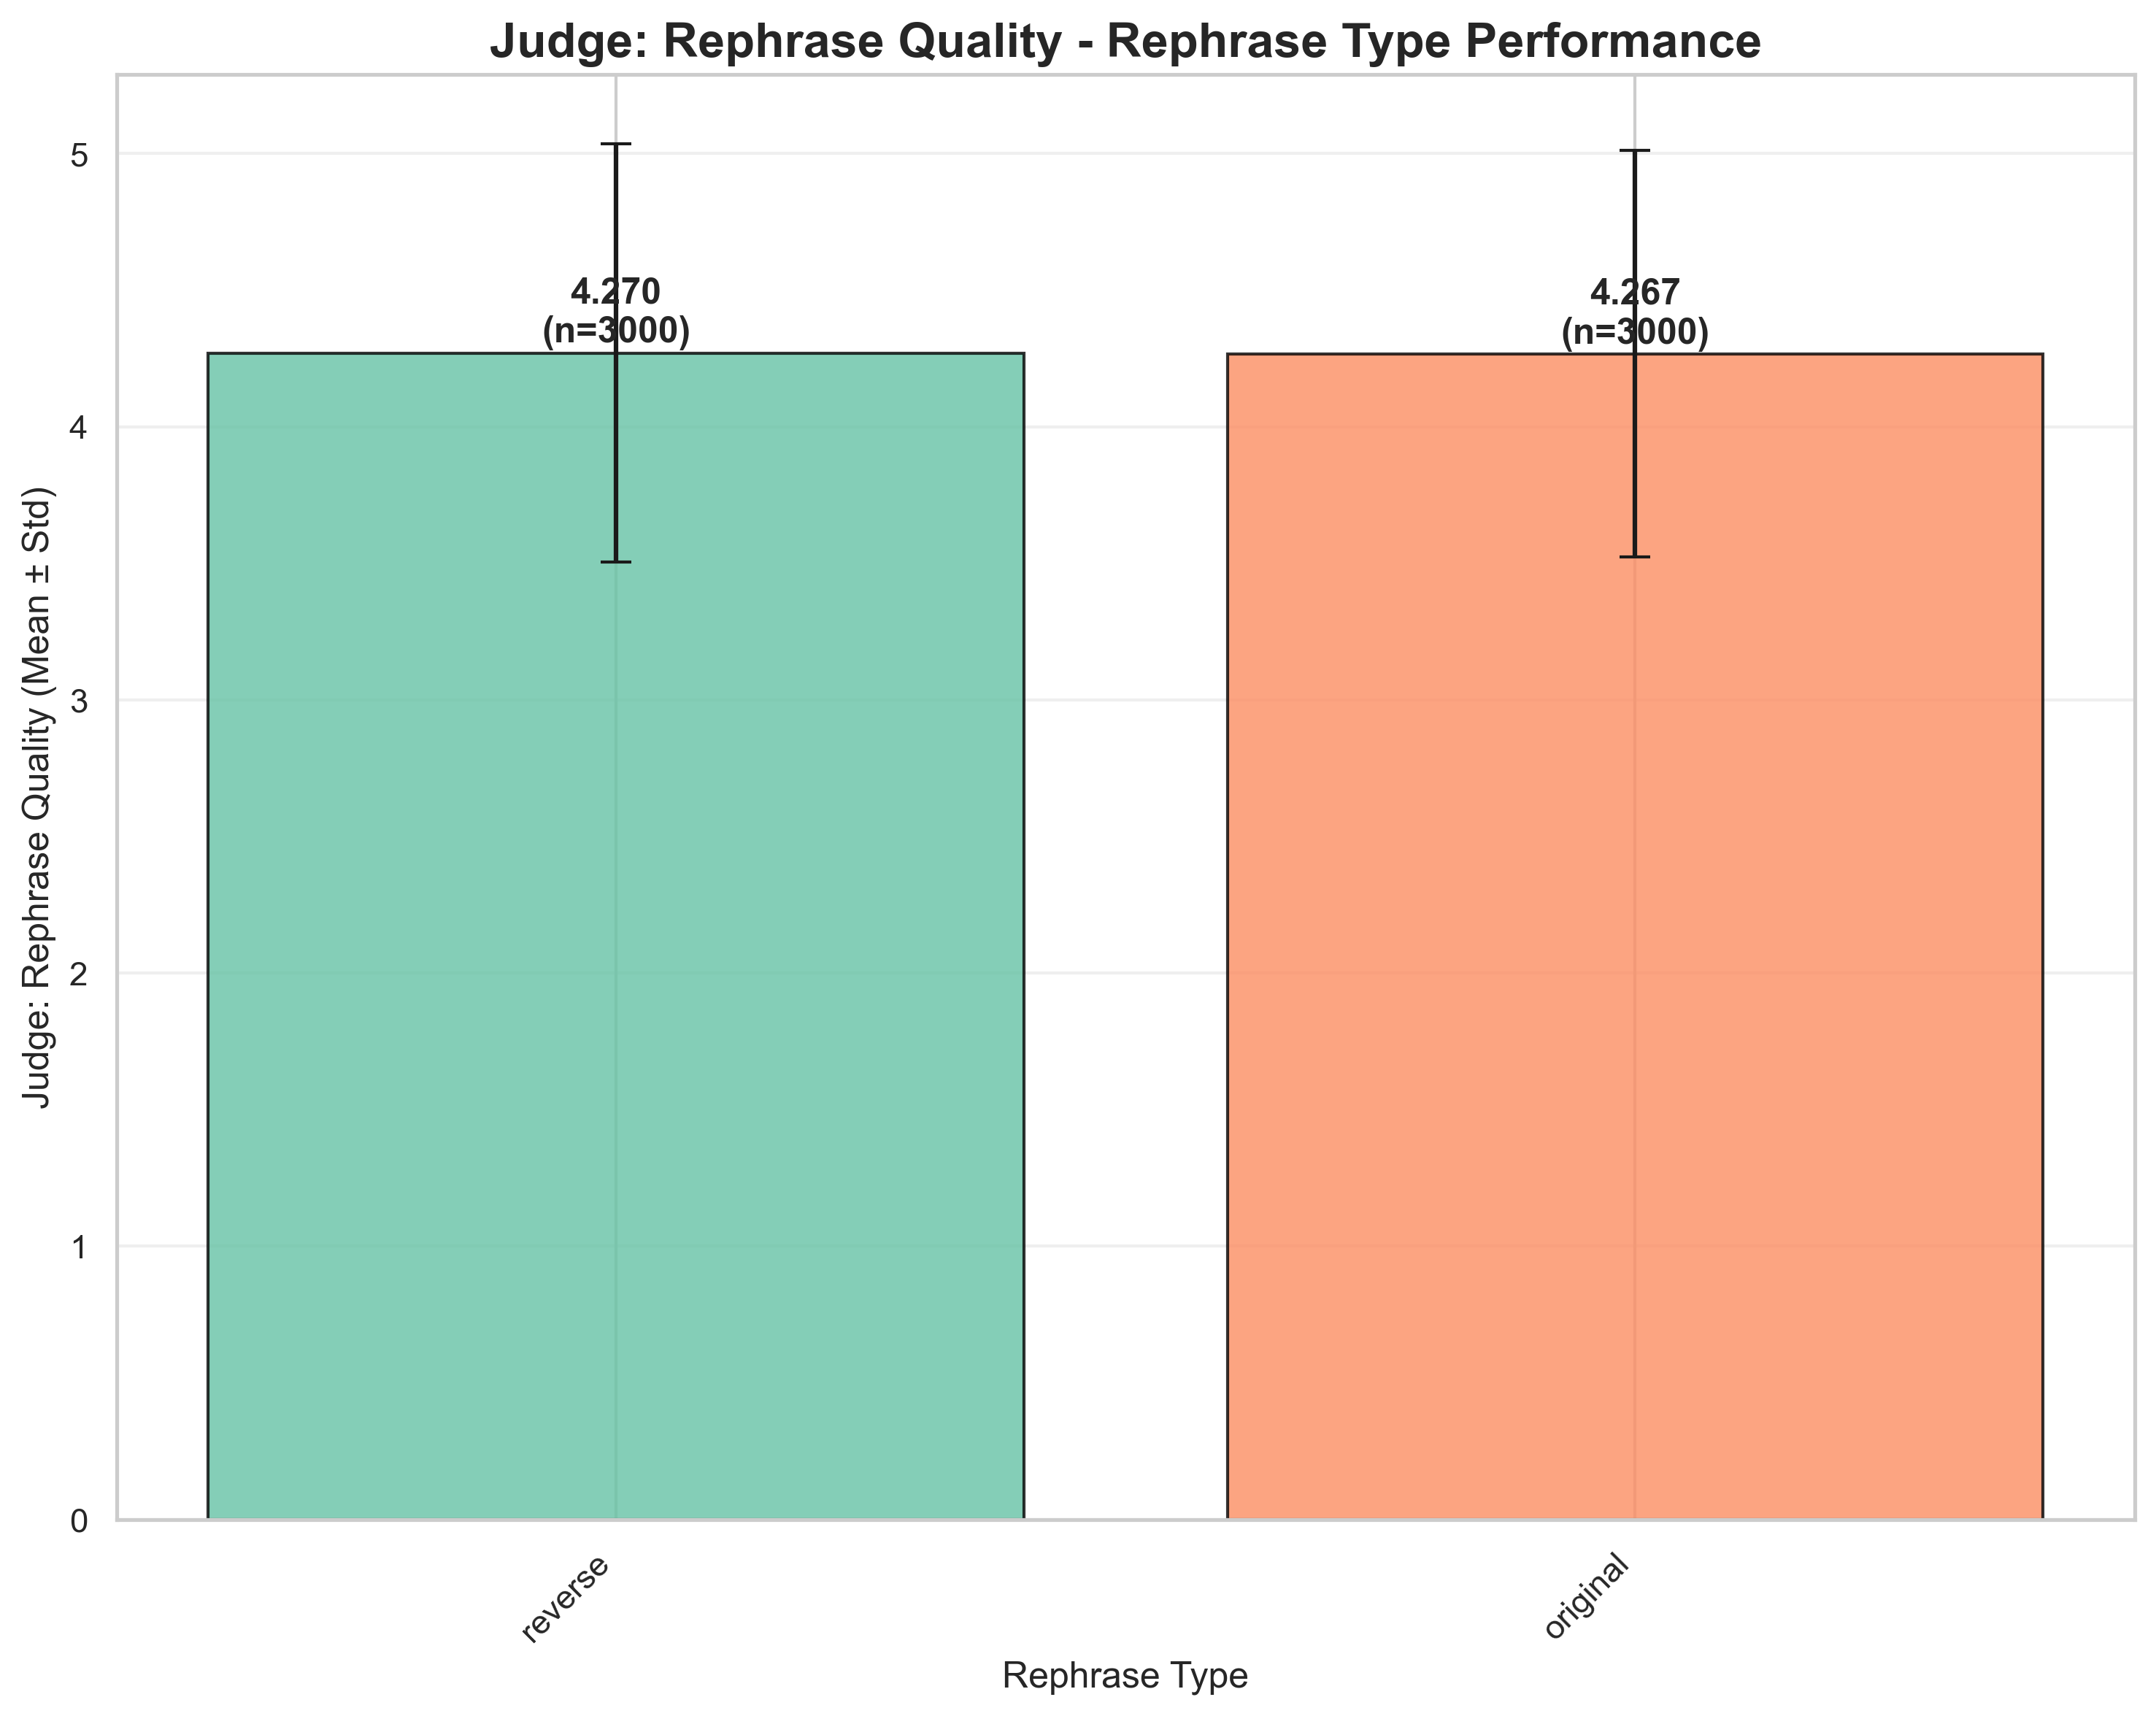 Judge: Rephrase Quality - Rephrase Type Performance
Judge: Rephrase Quality (Mean ± Std)
5
4
3
2
1
0
4.270
(n=3000)
4.267
(n=3000)
reverse
original
Rephrase Type